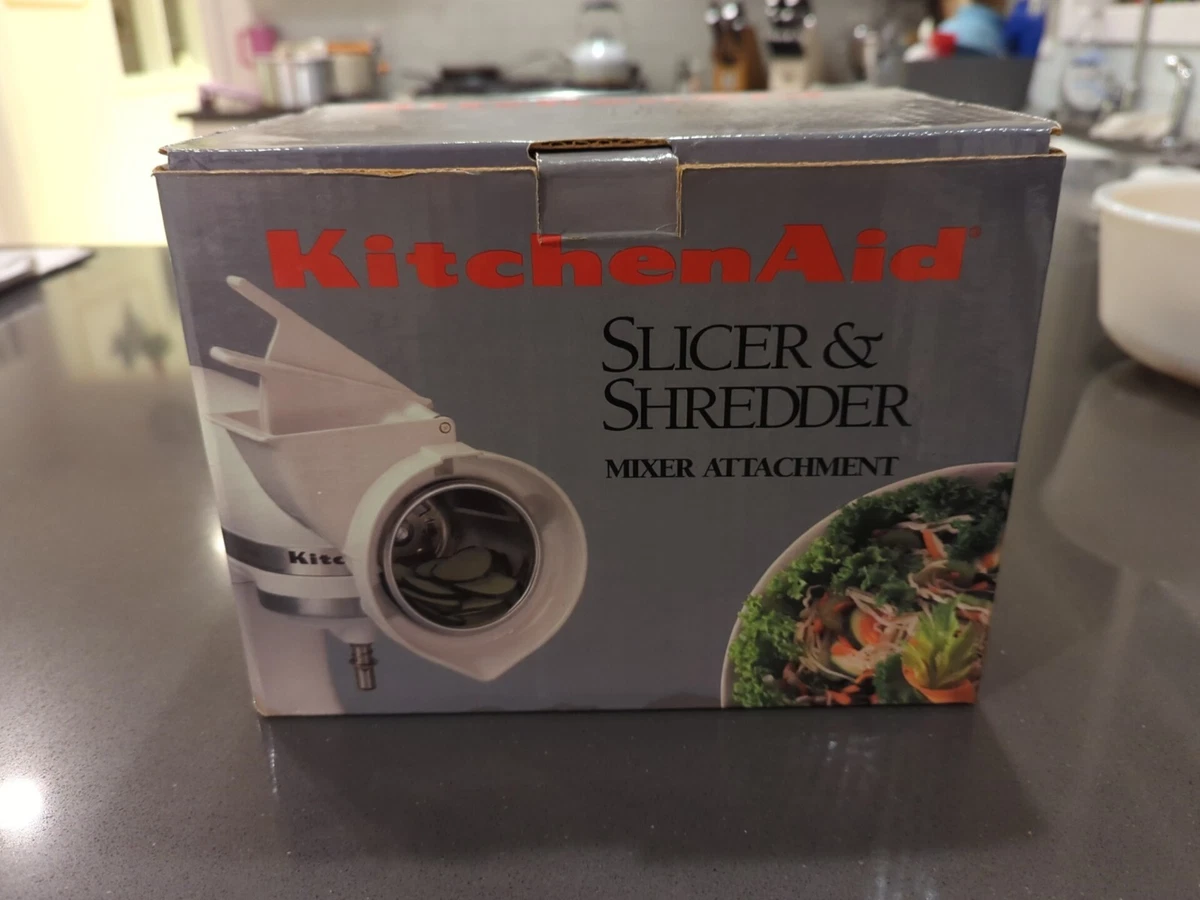 KitchenAid®
SLICER &
SHREDDER
MIXER ATTACHMENT
Kitc